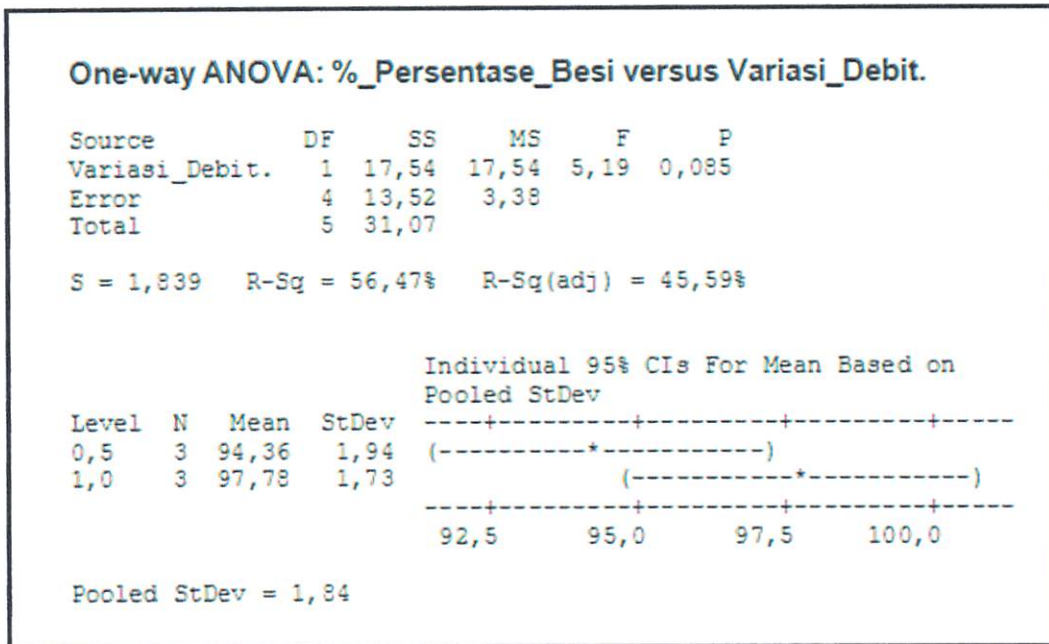 One-way ANOVA: %_Persentase_Besi versus Variasi_Debit.
Source DF SS MS F P
Variasi_Debit. 1 17,54 17,54 5,19 0,085
Error 4 13,52 3,38
Total 5 31,07
S = 1,839 R-Sq = 56,47% R-Sq(adj) = 45,59%
Individual 95% CIs For Mean Based on
Pooled StDev
Level N Mean StDev ----+---------+---------+---------+-----
0,5 3 94,36 1,94 (----------*-----------)
1,0 3 97,78 1,73 (-----------*-----------)
----+---------+---------+---------+-----
92,5 95,0 97,5 100,0
Pooled StDev = 1,84